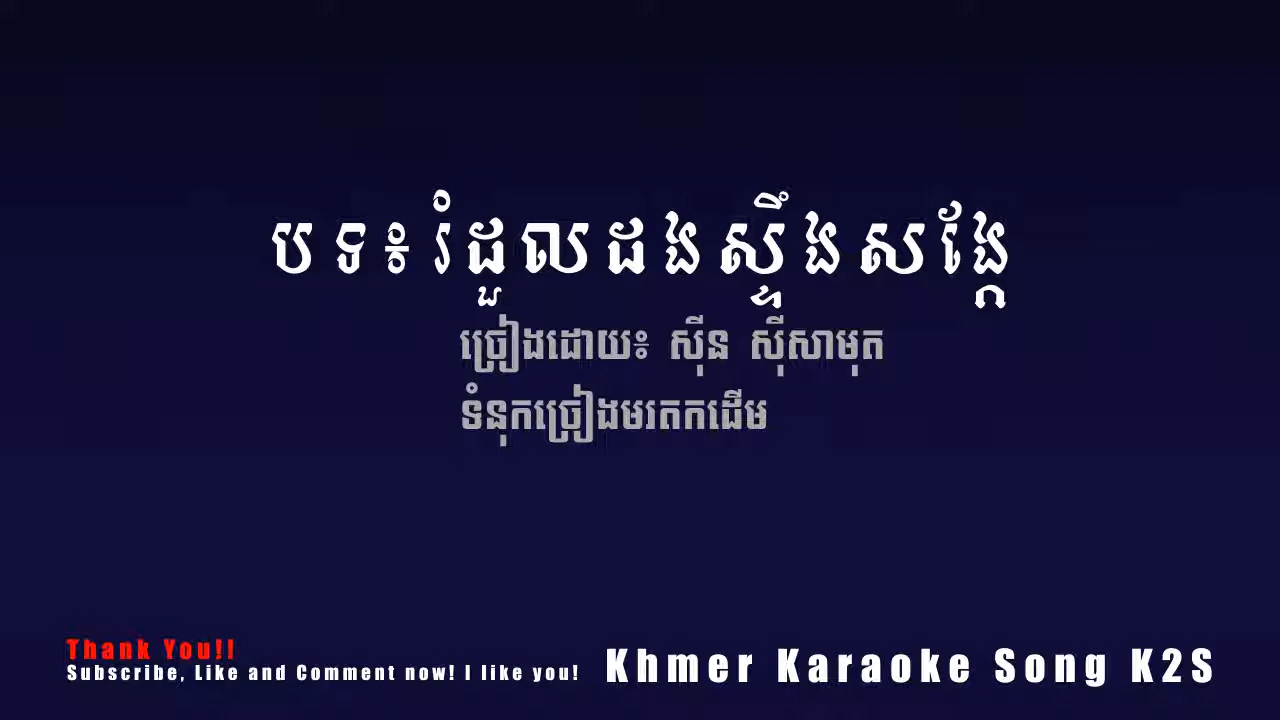 បទ៖ រំដួលដងស្ទឹងសង្កែ
ច្រៀងដោយ៖ ស៊ីន ស៊ីសាមុត
ទំនុកច្រៀងមរតកដើម
Thank You!!
Subscribe, Like and Comment now! I like you!
Khmer Karaoke Song K2S